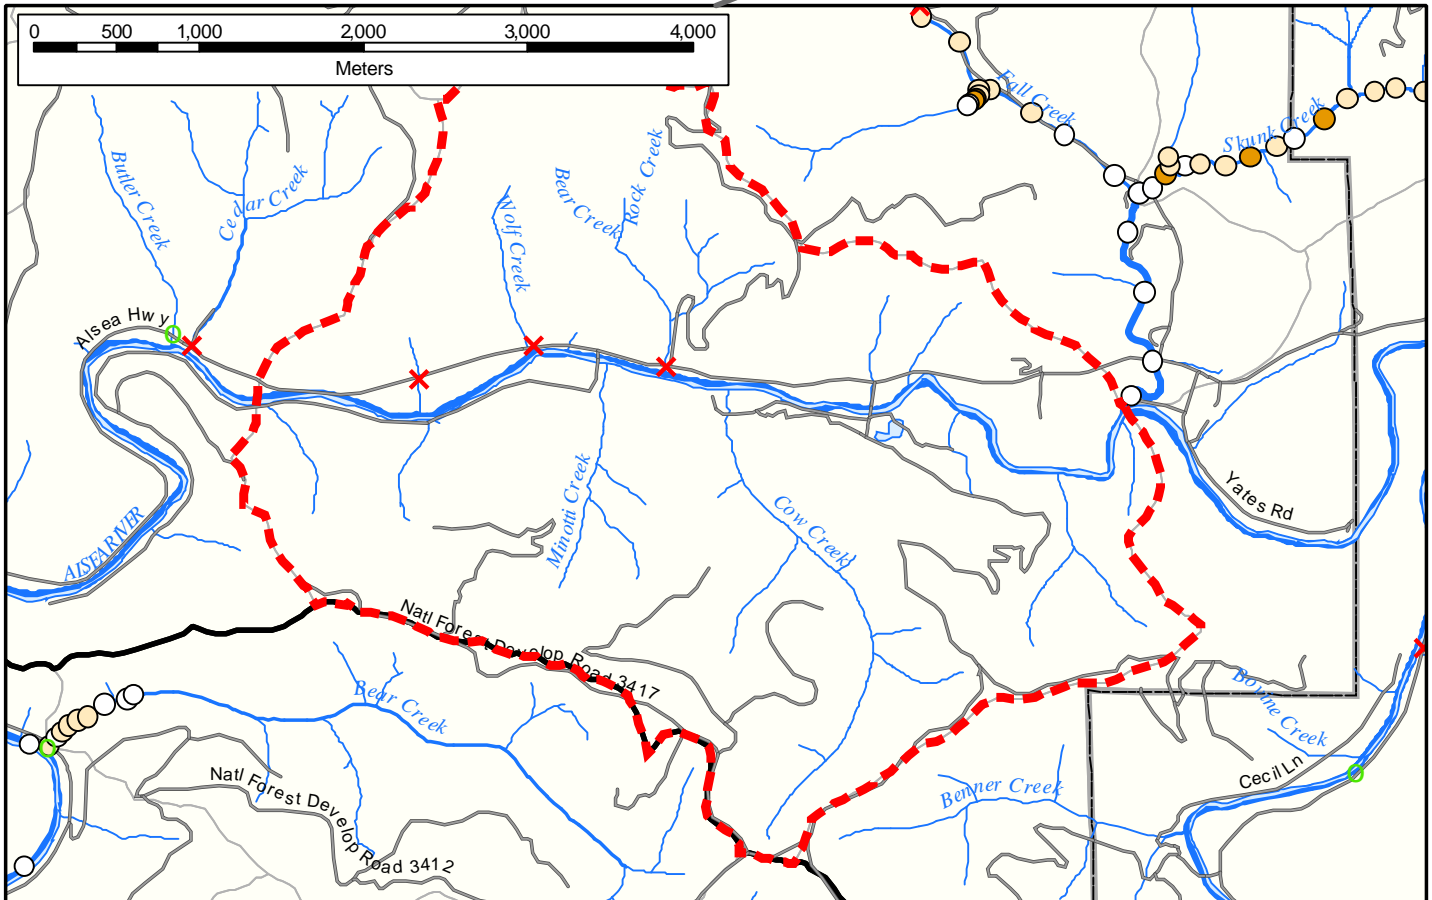 0 500 1,000 2,000 3,000 4,000
Meters
Fall Creek
Skunk Creek
Butler Creek
Cedar Creek
Wolf Creek
Bear Creek
Rock Creek
Alsea Hwy
Minotti Creek
Cow Creek
Yates Rd
AlSEA RIVER
Natl Forest Develop Road 3417
Bear Creek
Bowne Creek
Cecil Ln
Natl Forest Develop Road 3412
Benner Creek